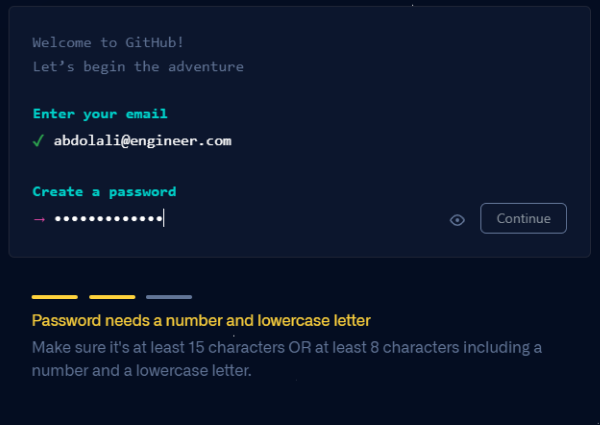 Welcome to GitHub!
Let’s begin the adventure
Enter your email
✓ abdolali@engineer.com
Create a password
→ •••••••••••••
Continue
Password needs a number and lowercase letter
Make sure it's at least 15 characters OR at least 8 characters including a
number and a lowercase letter.